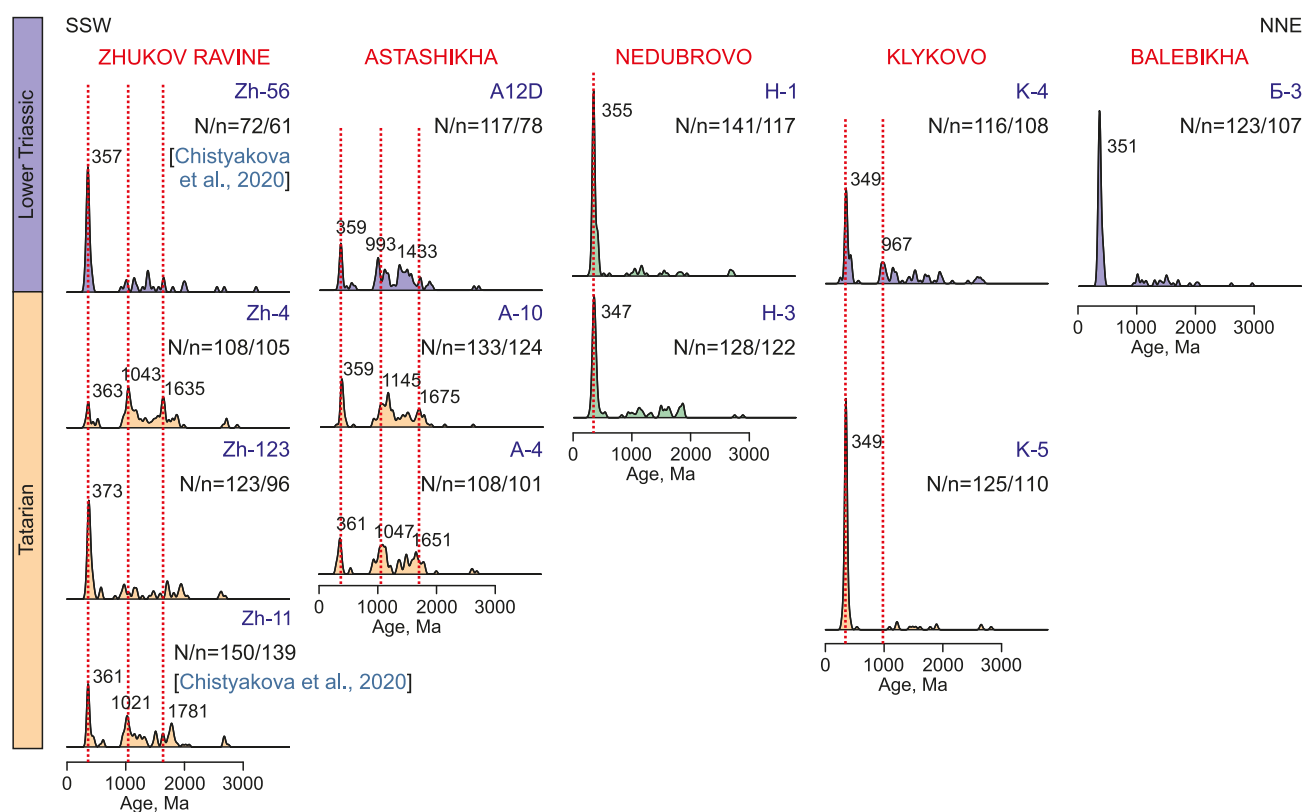 SSW
NNE
Lower Triassic
Tatarian
ZHUKOV RAVINE
Zh-56
N/n=72/61
[Chistyakova
et al., 2020]
357
Zh-4
N/n=108/105
363
1043
1635
Zh-123
N/n=123/96
373
Zh-11
N/n=150/139
[Chistyakova et al., 2020]
361
1021
1781
0 1000 2000 3000
Age, Ma
ASTASHIKHA
A12D
N/n=117/78
359
993
1433
A-10
N/n=133/124
359
1145
1675
A-4
N/n=108/101
361
1047
1651
0 1000 2000 3000
Age, Ma
NEDUBROVO
H-1
355
N/n=141/117
H-3
347
N/n=128/122
0 1000 2000 3000
Age, Ma
KLYKOVO
K-4
N/n=116/108
349
967
K-5
349
N/n=125/110
0 1000 2000 3000
Age, Ma
BALEBIKHA
Б-3
N/n=123/107
351
0 1000 2000 3000
Age, Ma